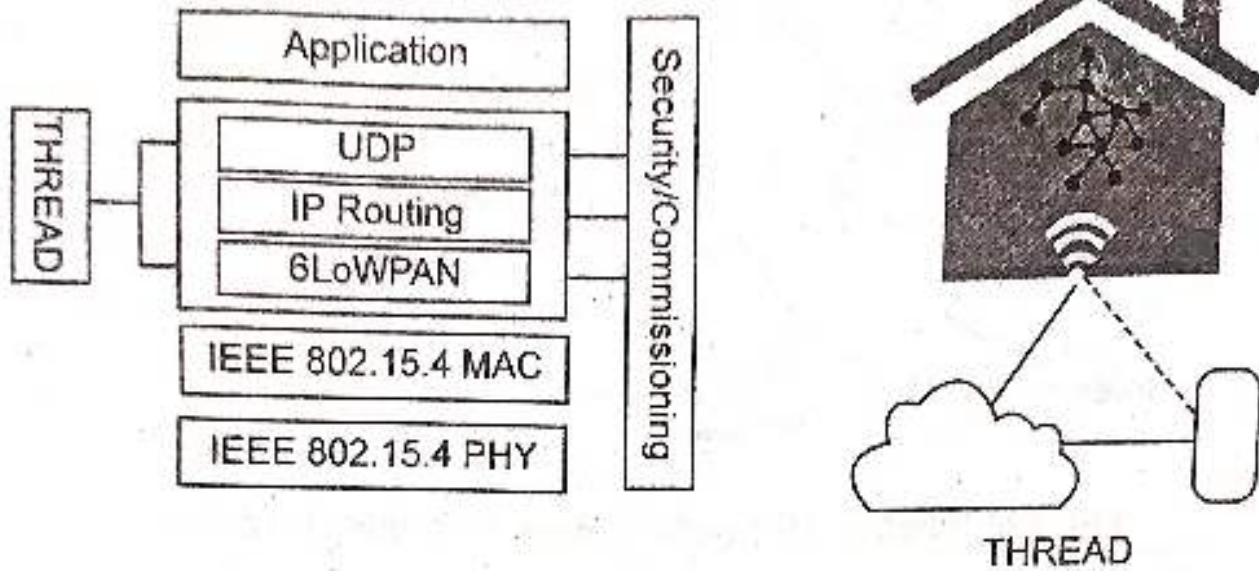 Application
THREAD
UDP
IP Routing
6LoWPAN
IEEE 802.15.4 MAC
IEEE 802.15.4 PHY
Security/Commissioning
THREAD